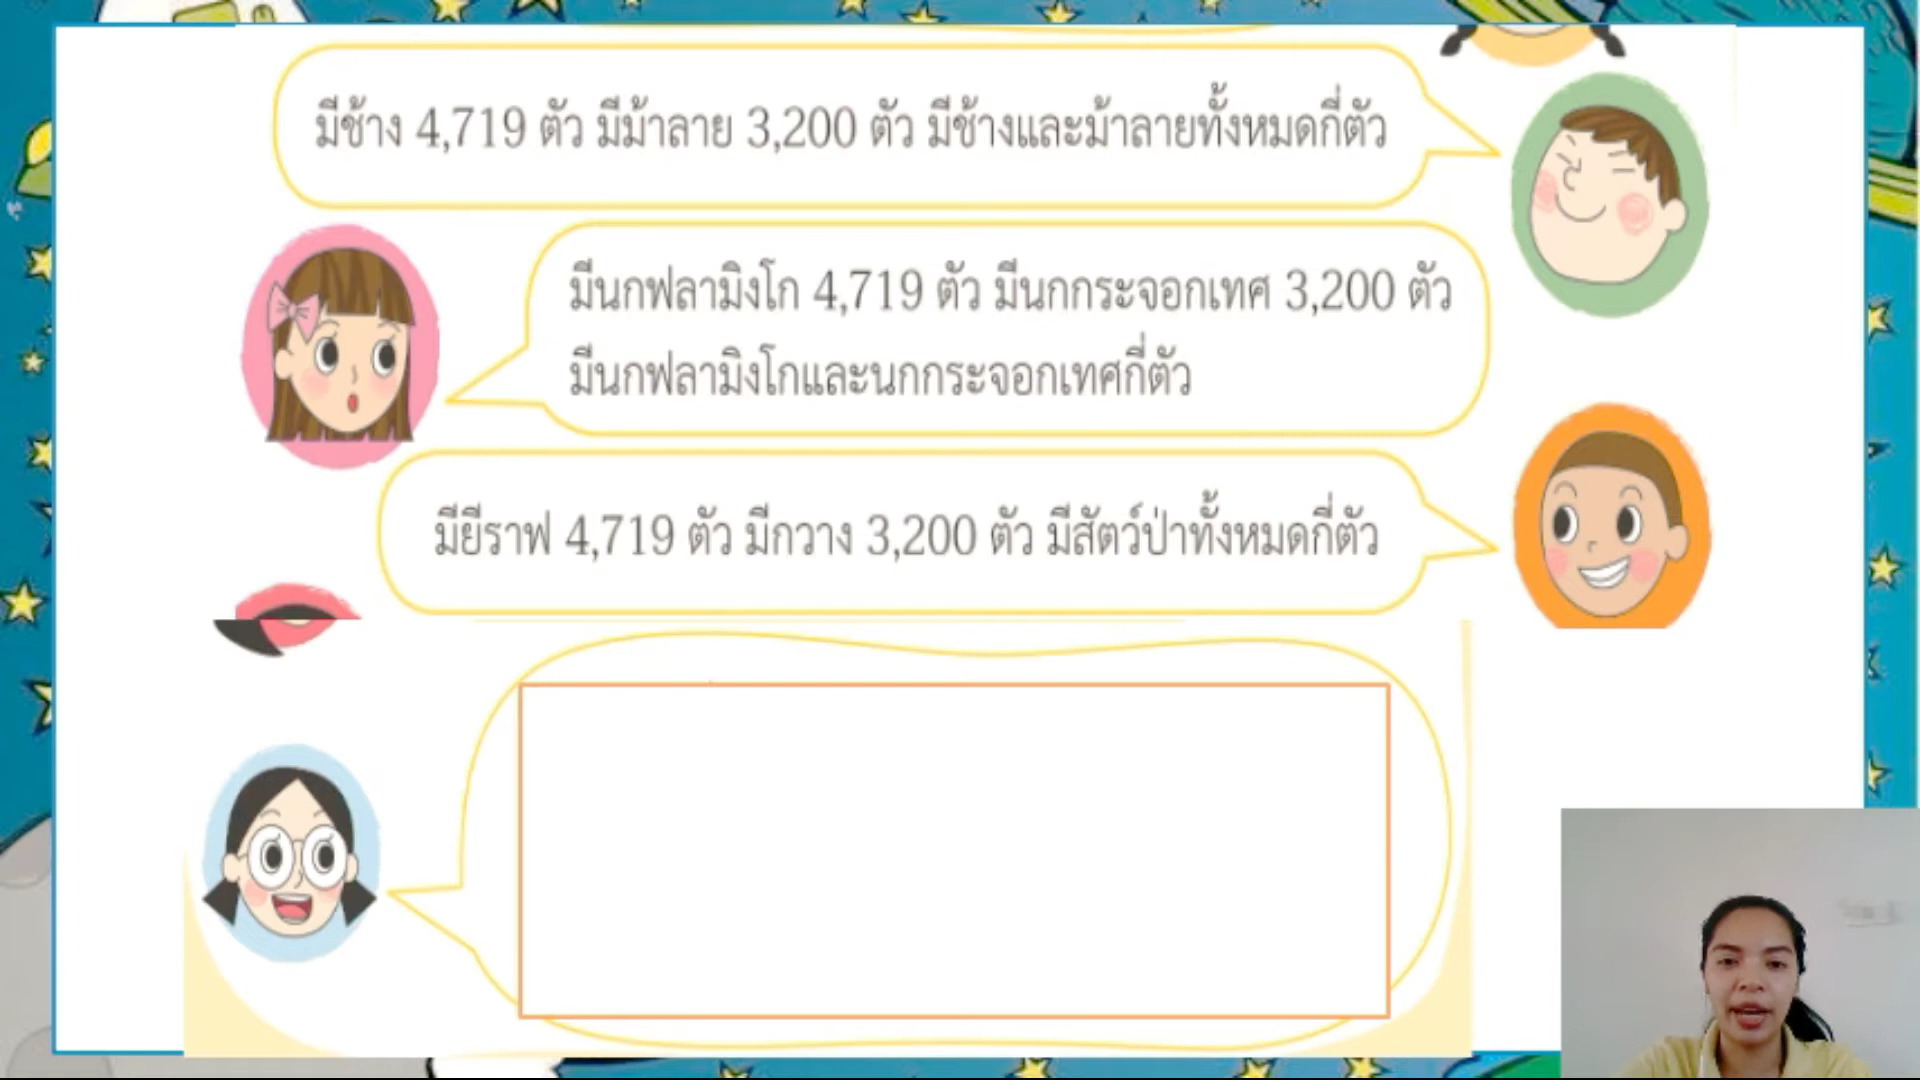 มีช้าง 4,719 ตัว มีม้าลาย 3,200 ตัว มีช้างและม้าลายทั้งหมดกี่ตัว
มีนกฟลามิงโก 4,719 ตัว มีนกกระจอกเทศ 3,200 ตัว
มีนกฟลามิงโกและนกกระจอกเทศกี่ตัว
มียีราฟ 4,719 ตัว มีกวาง 3,200 ตัว มีสัตว์ป่าทั้งหมดกี่ตัว